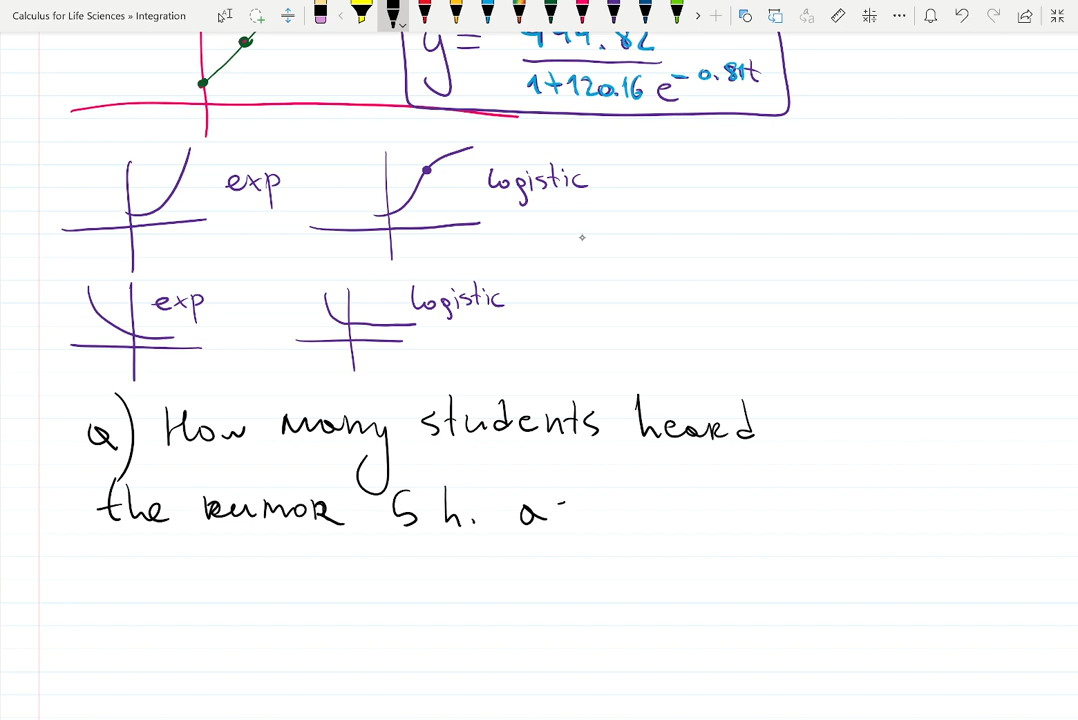 Calculus for Life Sciences » Integration
y =
1+120.16 e^-0.81t
exp
logistic
exp
logistic
a) How many students heard
the rumor 5 h. a